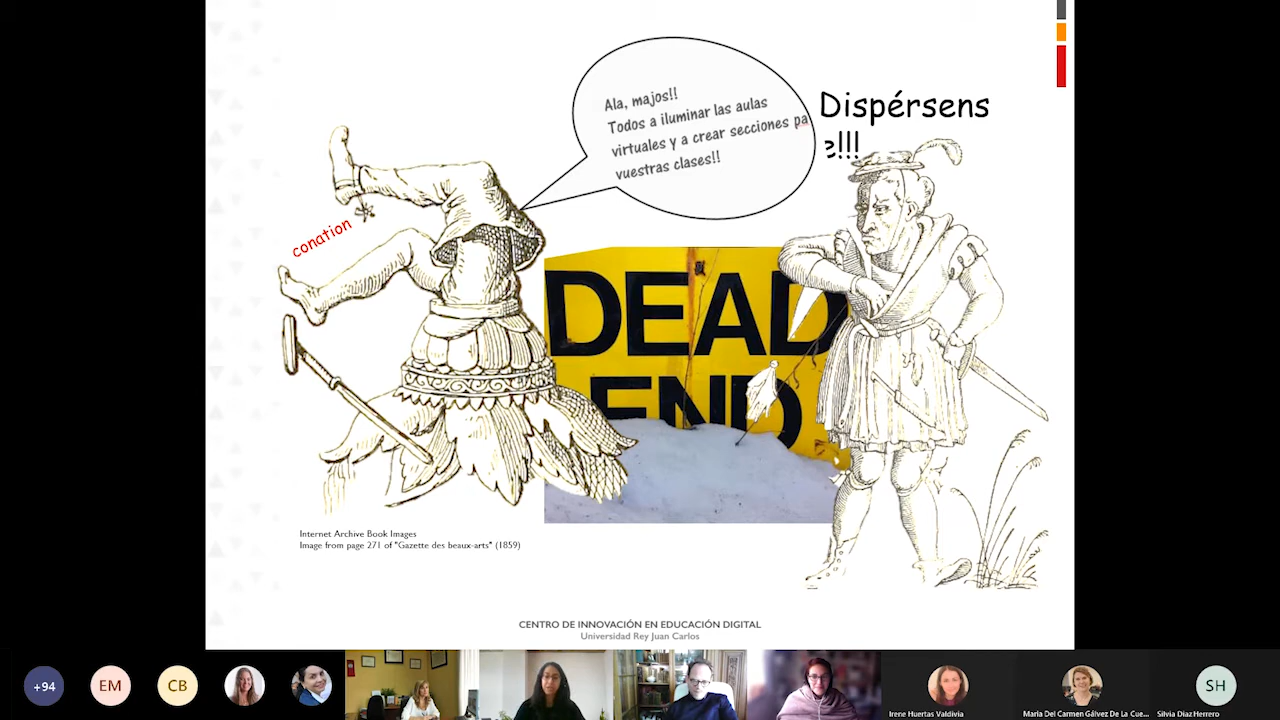 Ala, majos!!
Todos a iluminar las aulas
virtuales y a crear secciones pa
vuestras clases!!
Dispérsens
e!!!
conation
DEAD
END
Internet Archive Book Images
Image from page 271 of "Gazette des beaux-arts" (1859)
CENTRO DE INNOVACIÓN EN EDUCACIÓN DIGITAL
Universidad Rey Juan Carlos
+94
EM
CB
SH
Irene Huertas Valdivia
Maria Del Carmen Gálvez De La Cue...
Silvia Díaz Herrero